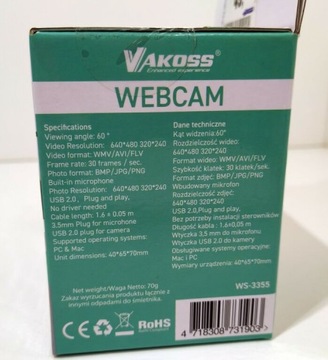 VAKOSS
Enhanced experience
WEBCAM
Specifications
Viewing angle: 60 °
Video Resolution: 640*480 320*240
Video format: WMV/AVI/FLV
Frame rate: 30 frames / sec.
Photo format: BMP/JPG/PNG
Built-in microphone
Photo Resolution: 640*480 320*240
USB 2.0, Plug and play,
No driver needed
Cable length: 1.6 ± 0.05 m
3.5mm Plug for microphone
USB 2.0 plug for camera
Supported operating systems:
PC & Mac
Unit dimensions: 40*65*70mm
Dane techniczne
Kąt widzenia:60°
Rozdzielczość wideo:
640*480 320*240
Format wideo: WMV/AVI/FLV
Szybkość klatek: 30 klatek/sek.
Format zdjęć: BMP/JPG/PNG
Wbudowany mikrofon
Rozdzielczość zdjęć: 640*480 320*240
USB 2.0,Plug and play,
Bez potrzeby instalacji sterowników
Długość kabla : 1.6±0.05 m
Wtyczka 3,5 mm do mikrofonu
Wtyczka USB 2.0 do kamery
Obsługiwane systemy operacyjne:
Mac i PC
Wymiary urządzenia: 40*65*70mm
Net weight/Waga Netto: 70g
Zakaz wyrzucania produktu łącznie z
innymi odpadami do śmietnika.
WS-3355
CE
RoHS
4 718308 731903